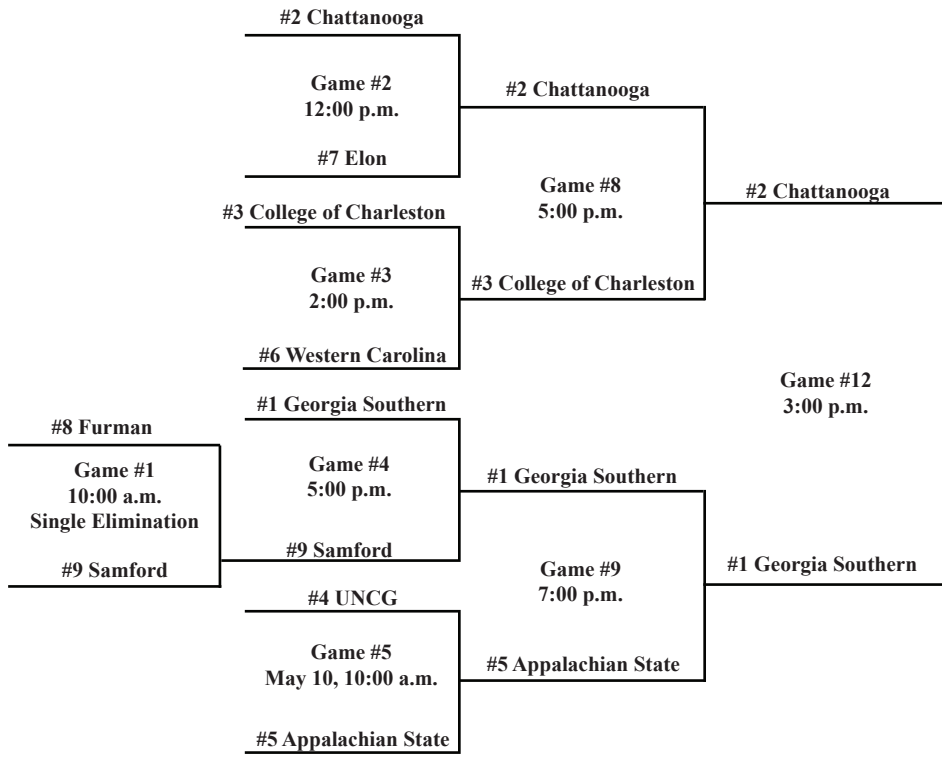 #2 Chattanooga
Game #2
12:00 p.m.
#7 Elon
#2 Chattanooga
#3 College of Charleston
Game #3
2:00 p.m.
#6 Western Carolina
Game #8
5:00 p.m.
#3 College of Charleston
#2 Chattanooga
#8 Furman
Game #1
10:00 a.m.
Single Elimination
#9 Samford
#1 Georgia Southern
Game #4
5:00 p.m.
#9 Samford
#1 Georgia Southern
#4 UNCG
Game #5
May 10, 10:00 a.m.
#5 Appalachian State
Game #9
7:00 p.m.
#5 Appalachian State
Game #12
3:00 p.m.
#1 Georgia Southern